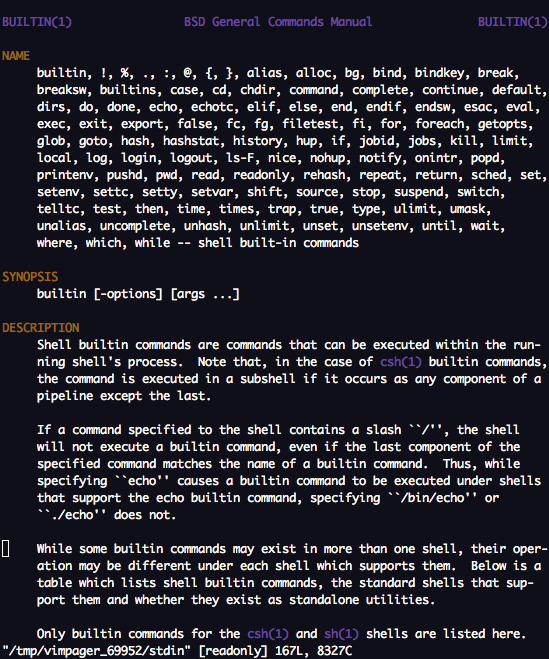 BUILTIN(1) BSD General Commands Manual BUILTIN(1)
NAME
builtin, !, %, ., :, @, {, }, alias, alloc, bg, bind, bindkey, break,
breaksw, builtins, case, cd, chdir, command, complete, continue, default,
dirs, do, done, echo, echotc, elif, else, end, endif, endsw, esac, eval,
exec, exit, export, false, fc, fg, filetest, fi, for, foreach, getopts,
glob, goto, hash, hashstat, history, hup, if, jobid, jobs, kill, limit,
local, log, login, logout, ls-F, nice, nohup, notify, onintr, popd,
printenv, pushd, pwd, read, readonly, rehash, repeat, return, sched, set,
setenv, settc, setty, setvar, shift, source, stop, suspend, switch,
telltc, test, then, time, times, trap, true, type, ulimit, umask,
unalias, uncomplete, unhash, unlimit, unset, unsetenv, until, wait,
where, which, while -- shell built-in commands
SYNOPSIS
builtin [-options] [args ...]
DESCRIPTION
Shell builtin commands are commands that can be executed within the run-
ning shell's process.  Note that, in the case of csh(1) builtin commands,
the command is executed in a subshell if it occurs as any component of a
pipeline except the last.
If a command specified to the shell contains a slash ``/'', the shell
will not execute a builtin command, even if the last component of the
specified command matches the name of a builtin command.  Thus, while
specifying ``echo'' causes a builtin command to be executed under shells
that support the echo builtin command, specifying ``/bin/echo'' or
``./echo'' does not.
While some builtin commands may exist in more than one shell, their oper-
ation may be different under each shell which supports them.  Below is a
table which lists shell builtin commands, the standard shells that sup-
port them and whether they exist as standalone utilities.
Only builtin commands for the csh(1) and sh(1) shells are listed here.
"/tmp/vimpager_69952/stdin" [readonly] 167L, 8327C